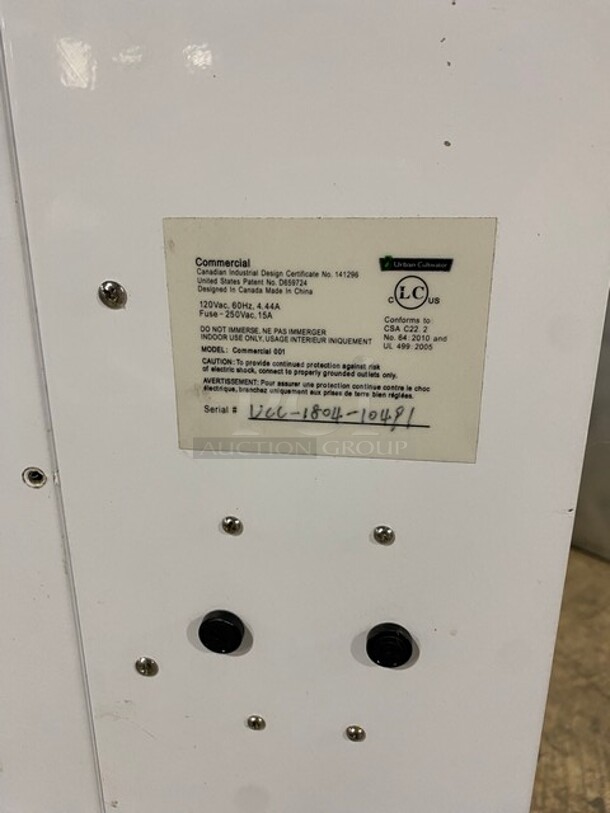 Commercial
Canadian Industrial Design Certificate No. 141296
United States Patent No. D659724
Designed In Canada Made In China
120Vac, 60Hz, 4.44A
Fuse - 250Vac, 15A
DO NOT IMMERSE, NE PAS IMMERGER
INDOOR USE ONLY, USAGE INTERIEUR INIQUEMENT
MODEL: Commercial 001
CAUTION: To provide continued protection against risk
of electric shock, connect to properly grounded outlets only.
AVERTISSEMENT: Pour assurer une protection continue contre le choc
électrique, branchez uniquement aux prises de terre bien réglées.
Serial # UCC-1804-10491
Urban Cultivator
C LC US
Conforms to
CSA C22. 2
No. 64: 2010 and
UL 499: 2005
AUCTION GROUP